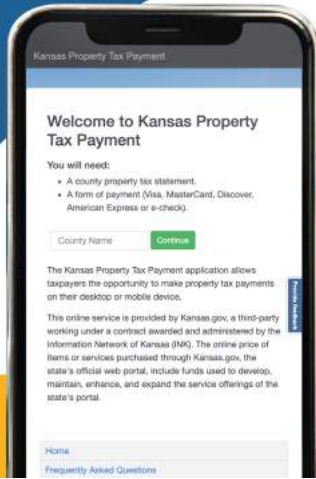 Kansas Property Tax Payment
Welcome to Kansas Property
Tax Payment
You will need:
• A county property tax statement.
• A form of payment (Visa, MasterCard, Discover,
American Express or e-check).
County Name
Continue
The Kansas Property Tax Payment application allows
taxpayers the opportunity to make property tax payments
on their desktop or mobile device.
Provide feedback
This online service is provided by Kansas.gov, a third-party
working under a contract awarded and administered by the
Information Network of Kansas (INK). The online price of
items or services purchased through Kansas.gov, the
state's official web portal, include funds used to develop,
maintain, enhance, and expand the service offerings of the
state's portal.
Home
Frequently Asked Questions